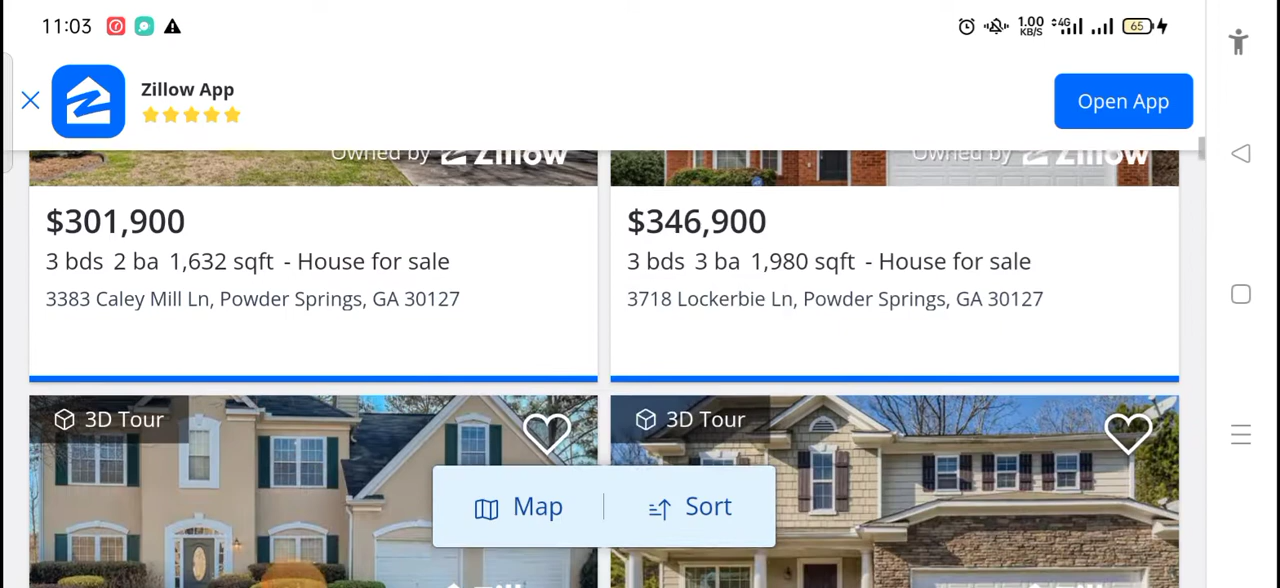 11:03
1.00 KB/S
4G
65
Zillow App
Open App
Owned by Zillow
Owned by Zillow
$301,900
3 bds 2 ba 1,632 sqft - House for sale
3383 Caley Mill Ln, Powder Springs, GA 30127
$346,900
3 bds 3 ba 1,980 sqft - House for sale
3718 Lockerbie Ln, Powder Springs, GA 30127
3D Tour
3D Tour
Map
Sort